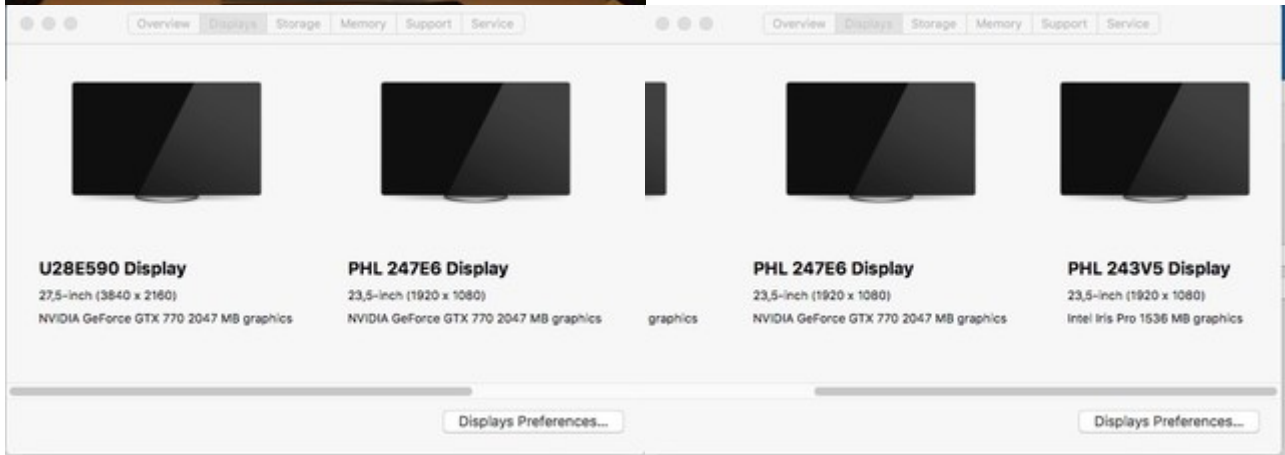 Overview Displays Storage Memory Support Service
U28E590 Display
27,5-inch (3840 x 2160)
NVIDIA GeForce GTX 770 2047 MB graphics
PHL 247E6 Display
23,5-inch (1920 x 1080)
NVIDIA GeForce GTX 770 2047 MB graphics
Displays Preferences...
Overview Displays Storage Memory Support Service
graphics
PHL 247E6 Display
23,5-inch (1920 x 1080)
NVIDIA GeForce GTX 770 2047 MB graphics
PHL 243V5 Display
23,5-inch (1920 x 1080)
Intel Iris Pro 1536 MB graphics
Displays Preferences...